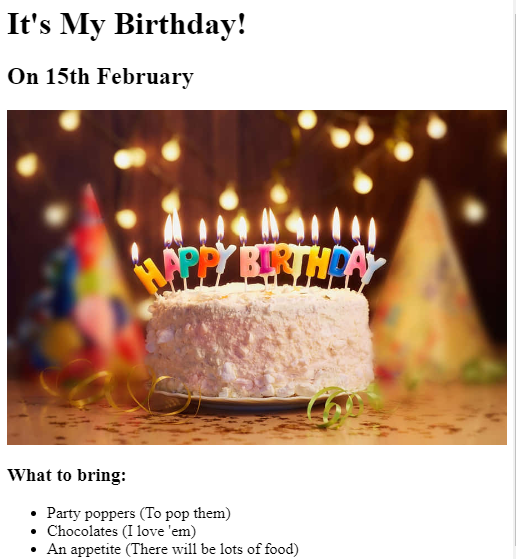 It's My Birthday!
On 15th February
HAPPY BIRTHDAY
What to bring:
Party poppers (To pop them)
Chocolates (I love 'em)
An appetite (There will be lots of food)